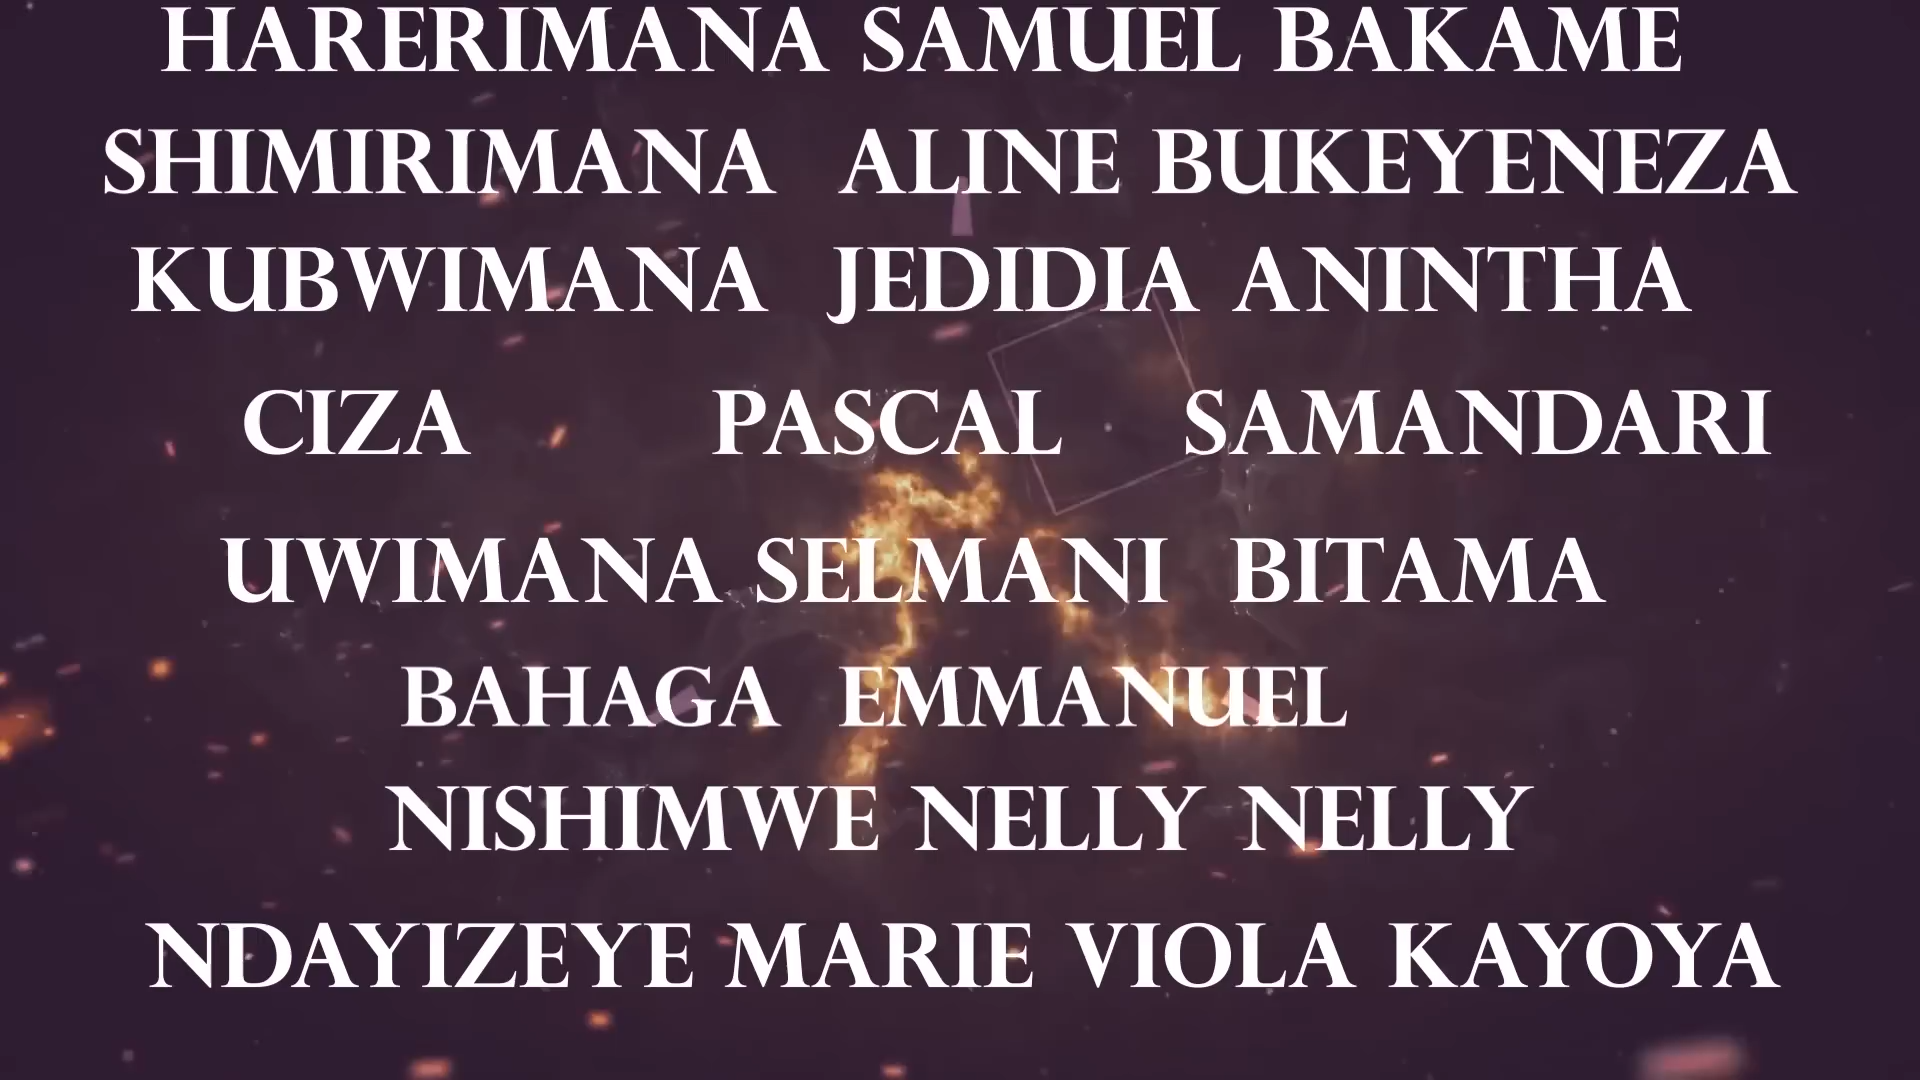 HARERIMANA SAMUEL BAKAME
SHIMIRIMANA ALINE BUKEYENEZA
KUBWIMANA JEDIDIA ANINTHA
CIZA PASCAL SAMANDARI
UWIMANA SELMANI BITAMA
BAHAGA EMMANUEL
NISHIMWE NELLY NELLY
NDAYIZEYE MARIE VIOLA KAYOYA